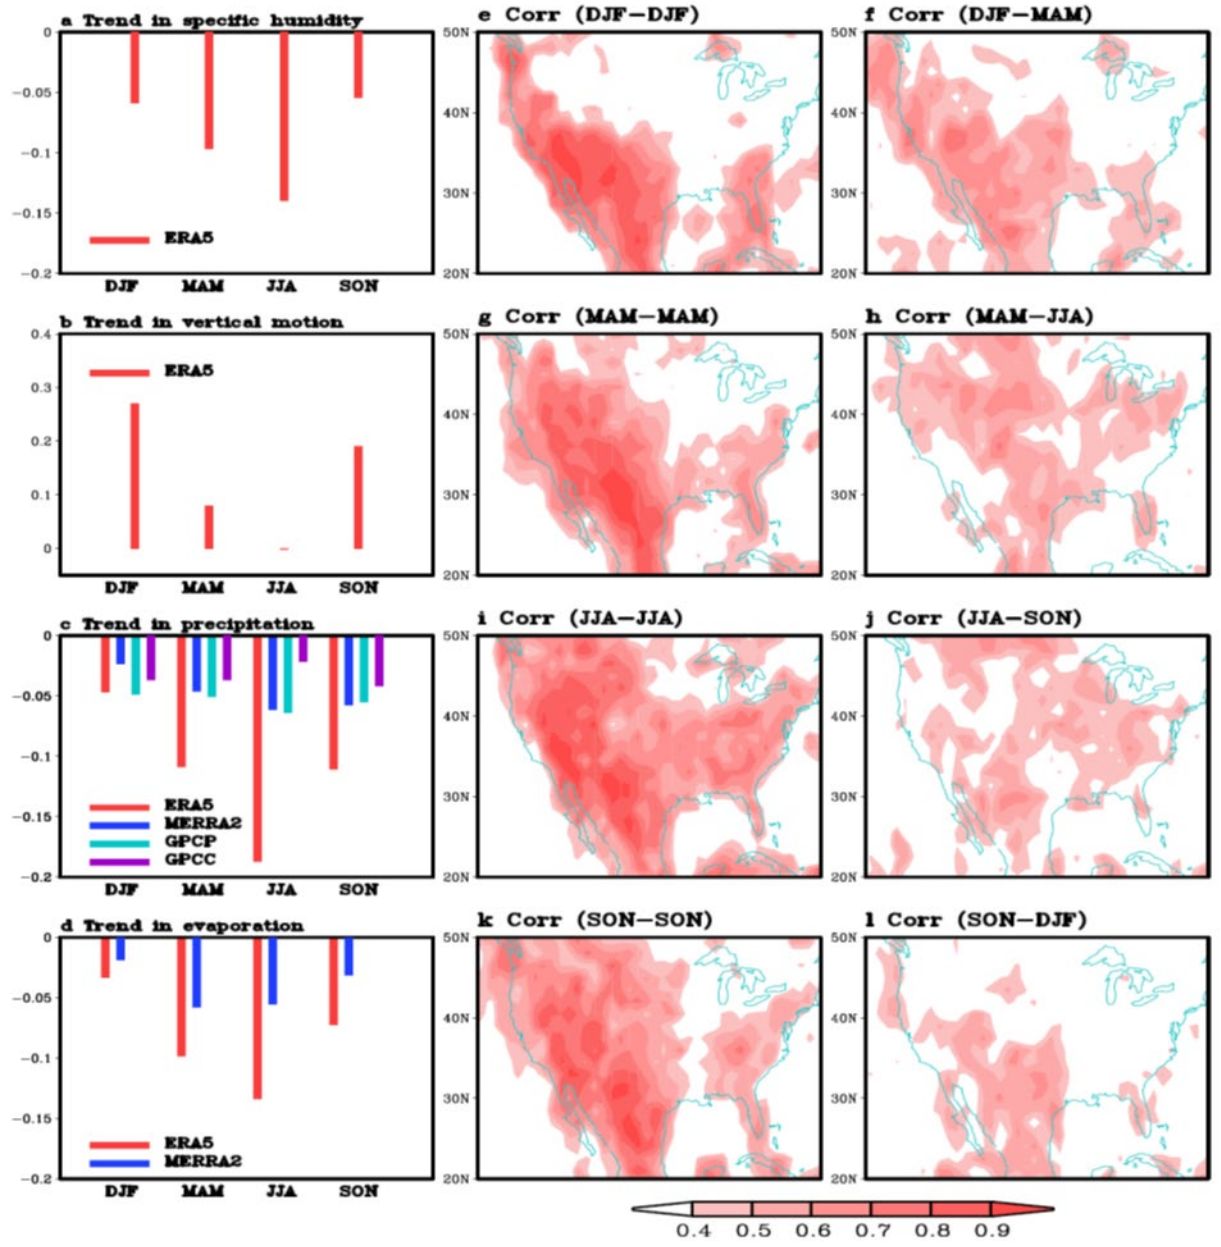 a Trend in specific humidity
0
−0.05
−0.1
−0.15
−0.2
ERA5
DJF MAM JJA SON
e Corr (DJF−DJF)
50N
40N
30N
20N
f Corr (DJF−MAM)
50N
40N
30N
20N
b Trend in vertical motion
0.4
0.3
0.2
0.1
0
ERA5
DJF MAM JJA SON
g Corr (MAM−MAM)
50N
40N
30N
20N
h Corr (MAM−JJA)
50N
40N
30N
20N
c Trend in precipitation
0
−0.05
−0.1
−0.15
−0.2
ERA5
MERRA2
GPCP
GPCC
DJF MAM JJA SON
i Corr (JJA−JJA)
50N
40N
30N
20N
j Corr (JJA−SON)
50N
40N
30N
20N
d Trend in evaporation
0
−0.05
−0.1
−0.15
−0.2
ERA5
MERRA2
DJF MAM JJA SON
k Corr (SON−SON)
50N
40N
30N
20N
l Corr (SON−DJF)
50N
40N
30N
20N
0.4 0.5 0.6 0.7 0.8 0.9